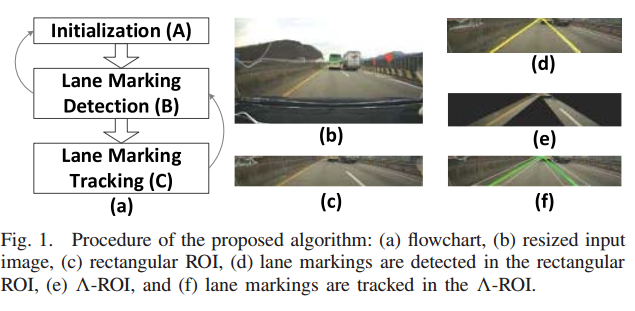 Initialization (A)
Lane Marking
Detection (B)
Lane Marking
Tracking (C)
(a)
(b)
(c)
(d)
(e)
(f)
Fig. 1. Procedure of the proposed algorithm: (a) flowchart, (b) resized input
image, (c) rectangular ROI, (d) lane markings are detected in the rectangular
ROI, (e) Λ-ROI, and (f) lane markings are tracked in the Λ-ROI.